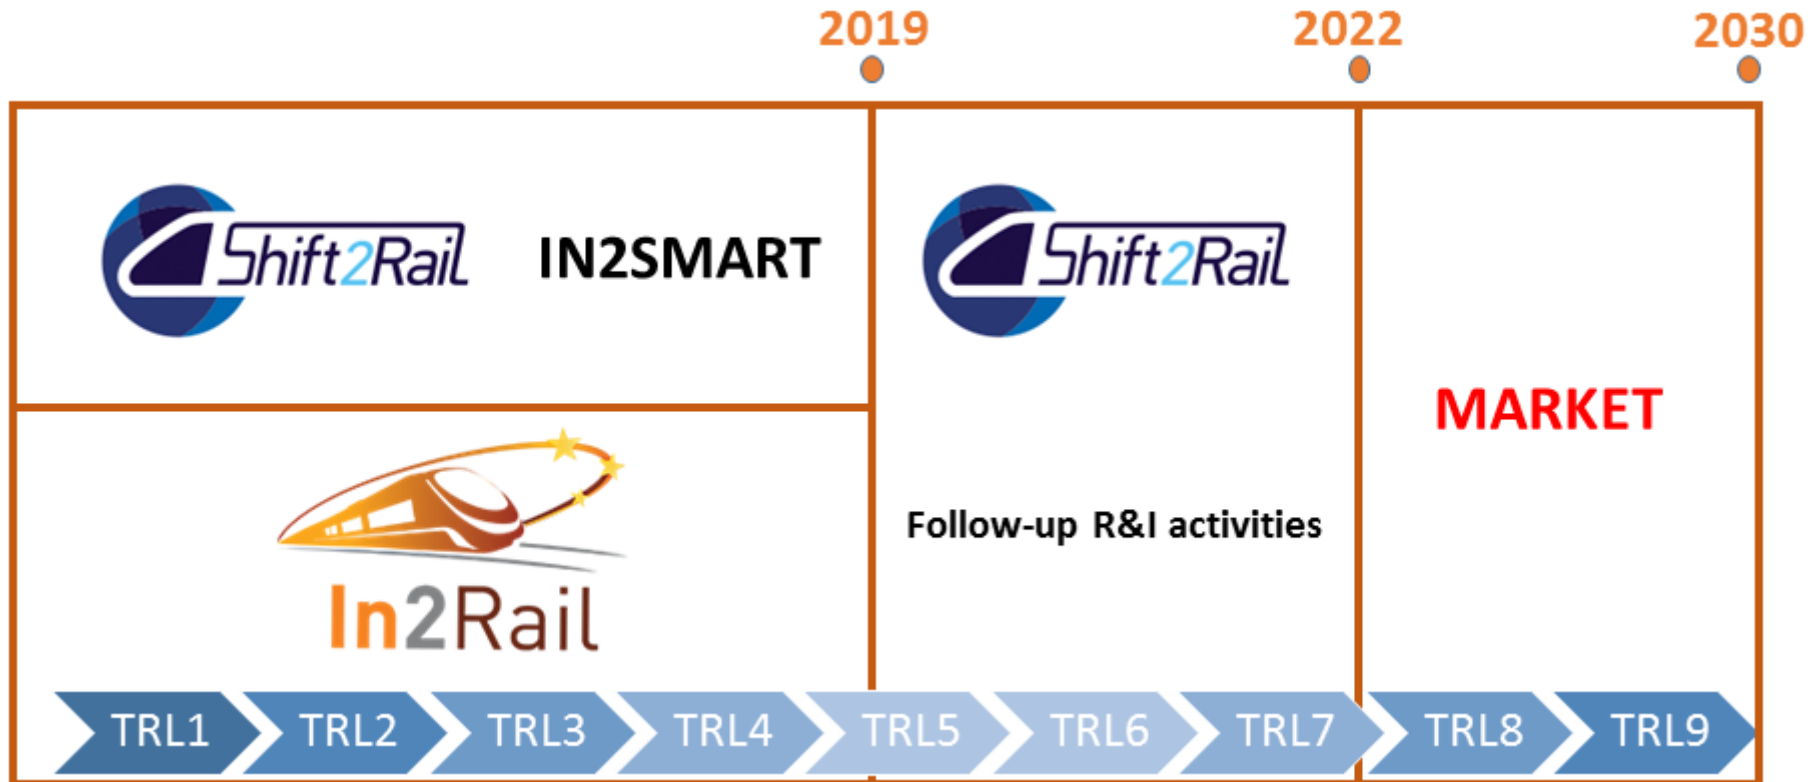 2019 2022 2030
Shift2Rail IN2SMART Shift2Rail
MARKET
Follow-up R&I activities
In2Rail
TRL1 TRL2 TRL3 TRL4 TRL5 TRL6 TRL7 TRL8 TRL9